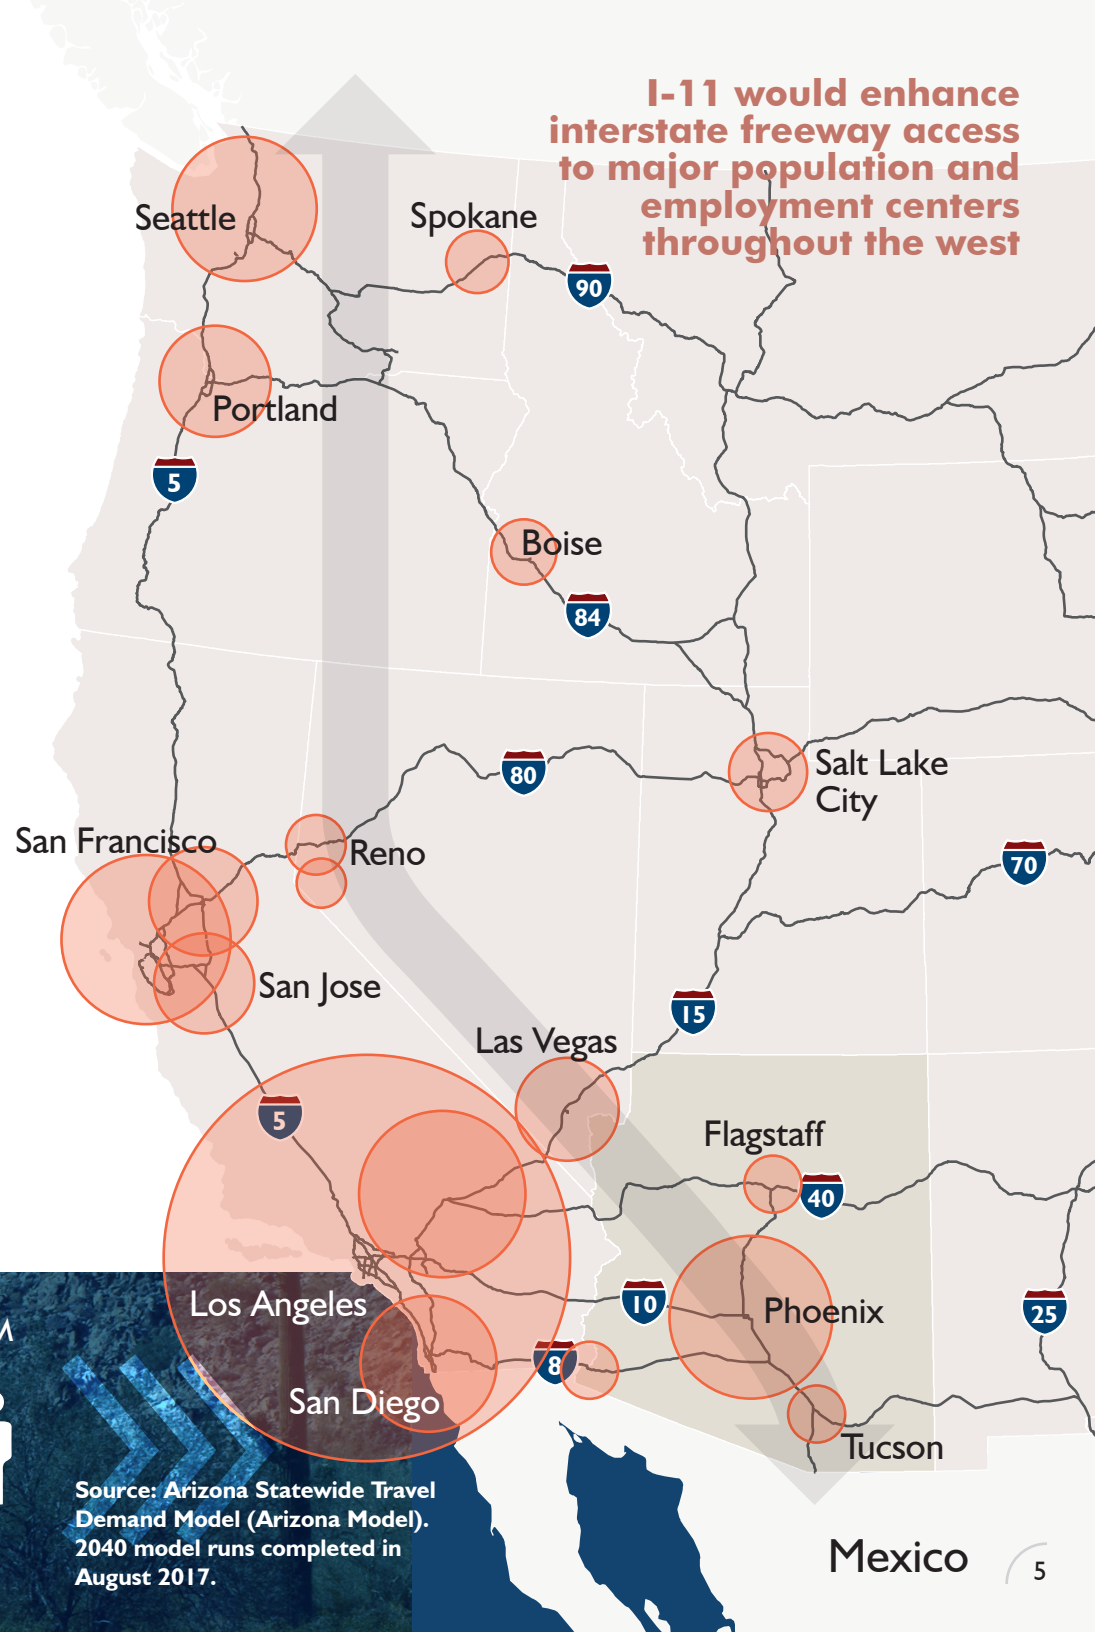 I-11 would enhance
interstate freeway access
to major population and
employment centers
throughout the west
Seattle
Spokane
90
Portland
5
Boise
84
80
Salt Lake
City
San Francisco
Reno
70
San Jose
15
Las Vegas
5
Flagstaff
40
10
Los Angeles
Phoenix
25
8
San Diego
Tucson
Source: Arizona Statewide Travel
Demand Model (Arizona Model).
2040 model runs completed in
August 2017.
Mexico
5